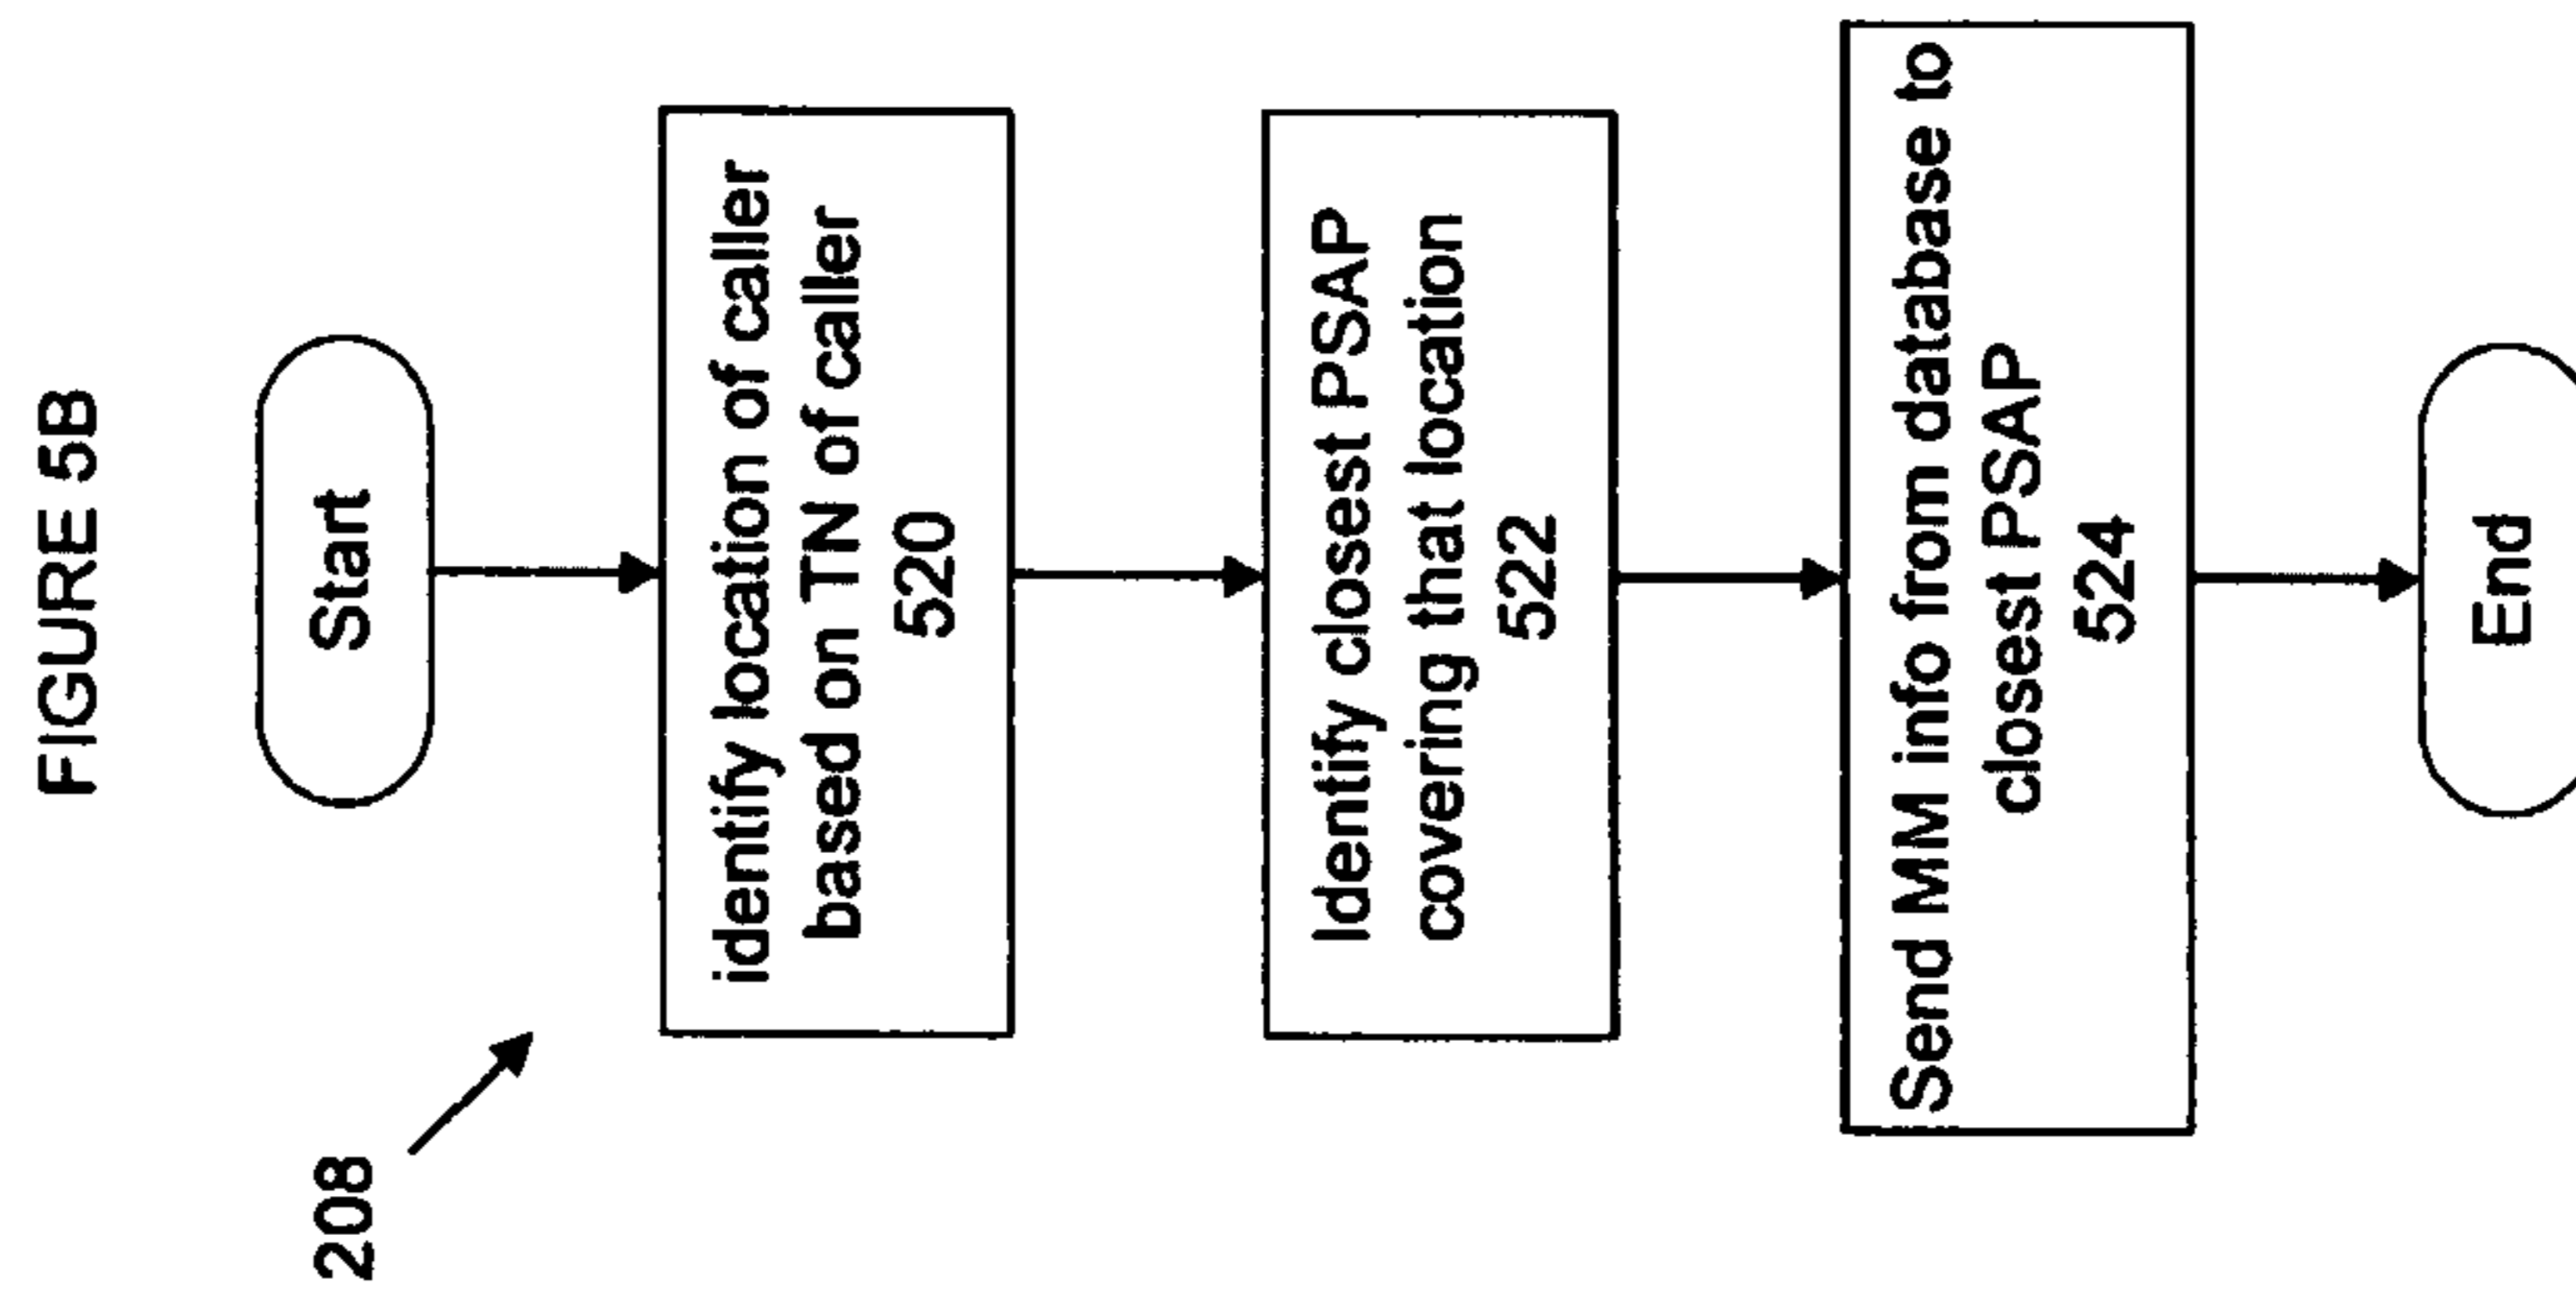 FIGURE 5B
208
Start
identify location of caller
based on TN of caller
520
Identify closest PSAP
covering that location
522
Send MM info from database to
closest PSAP
524
End